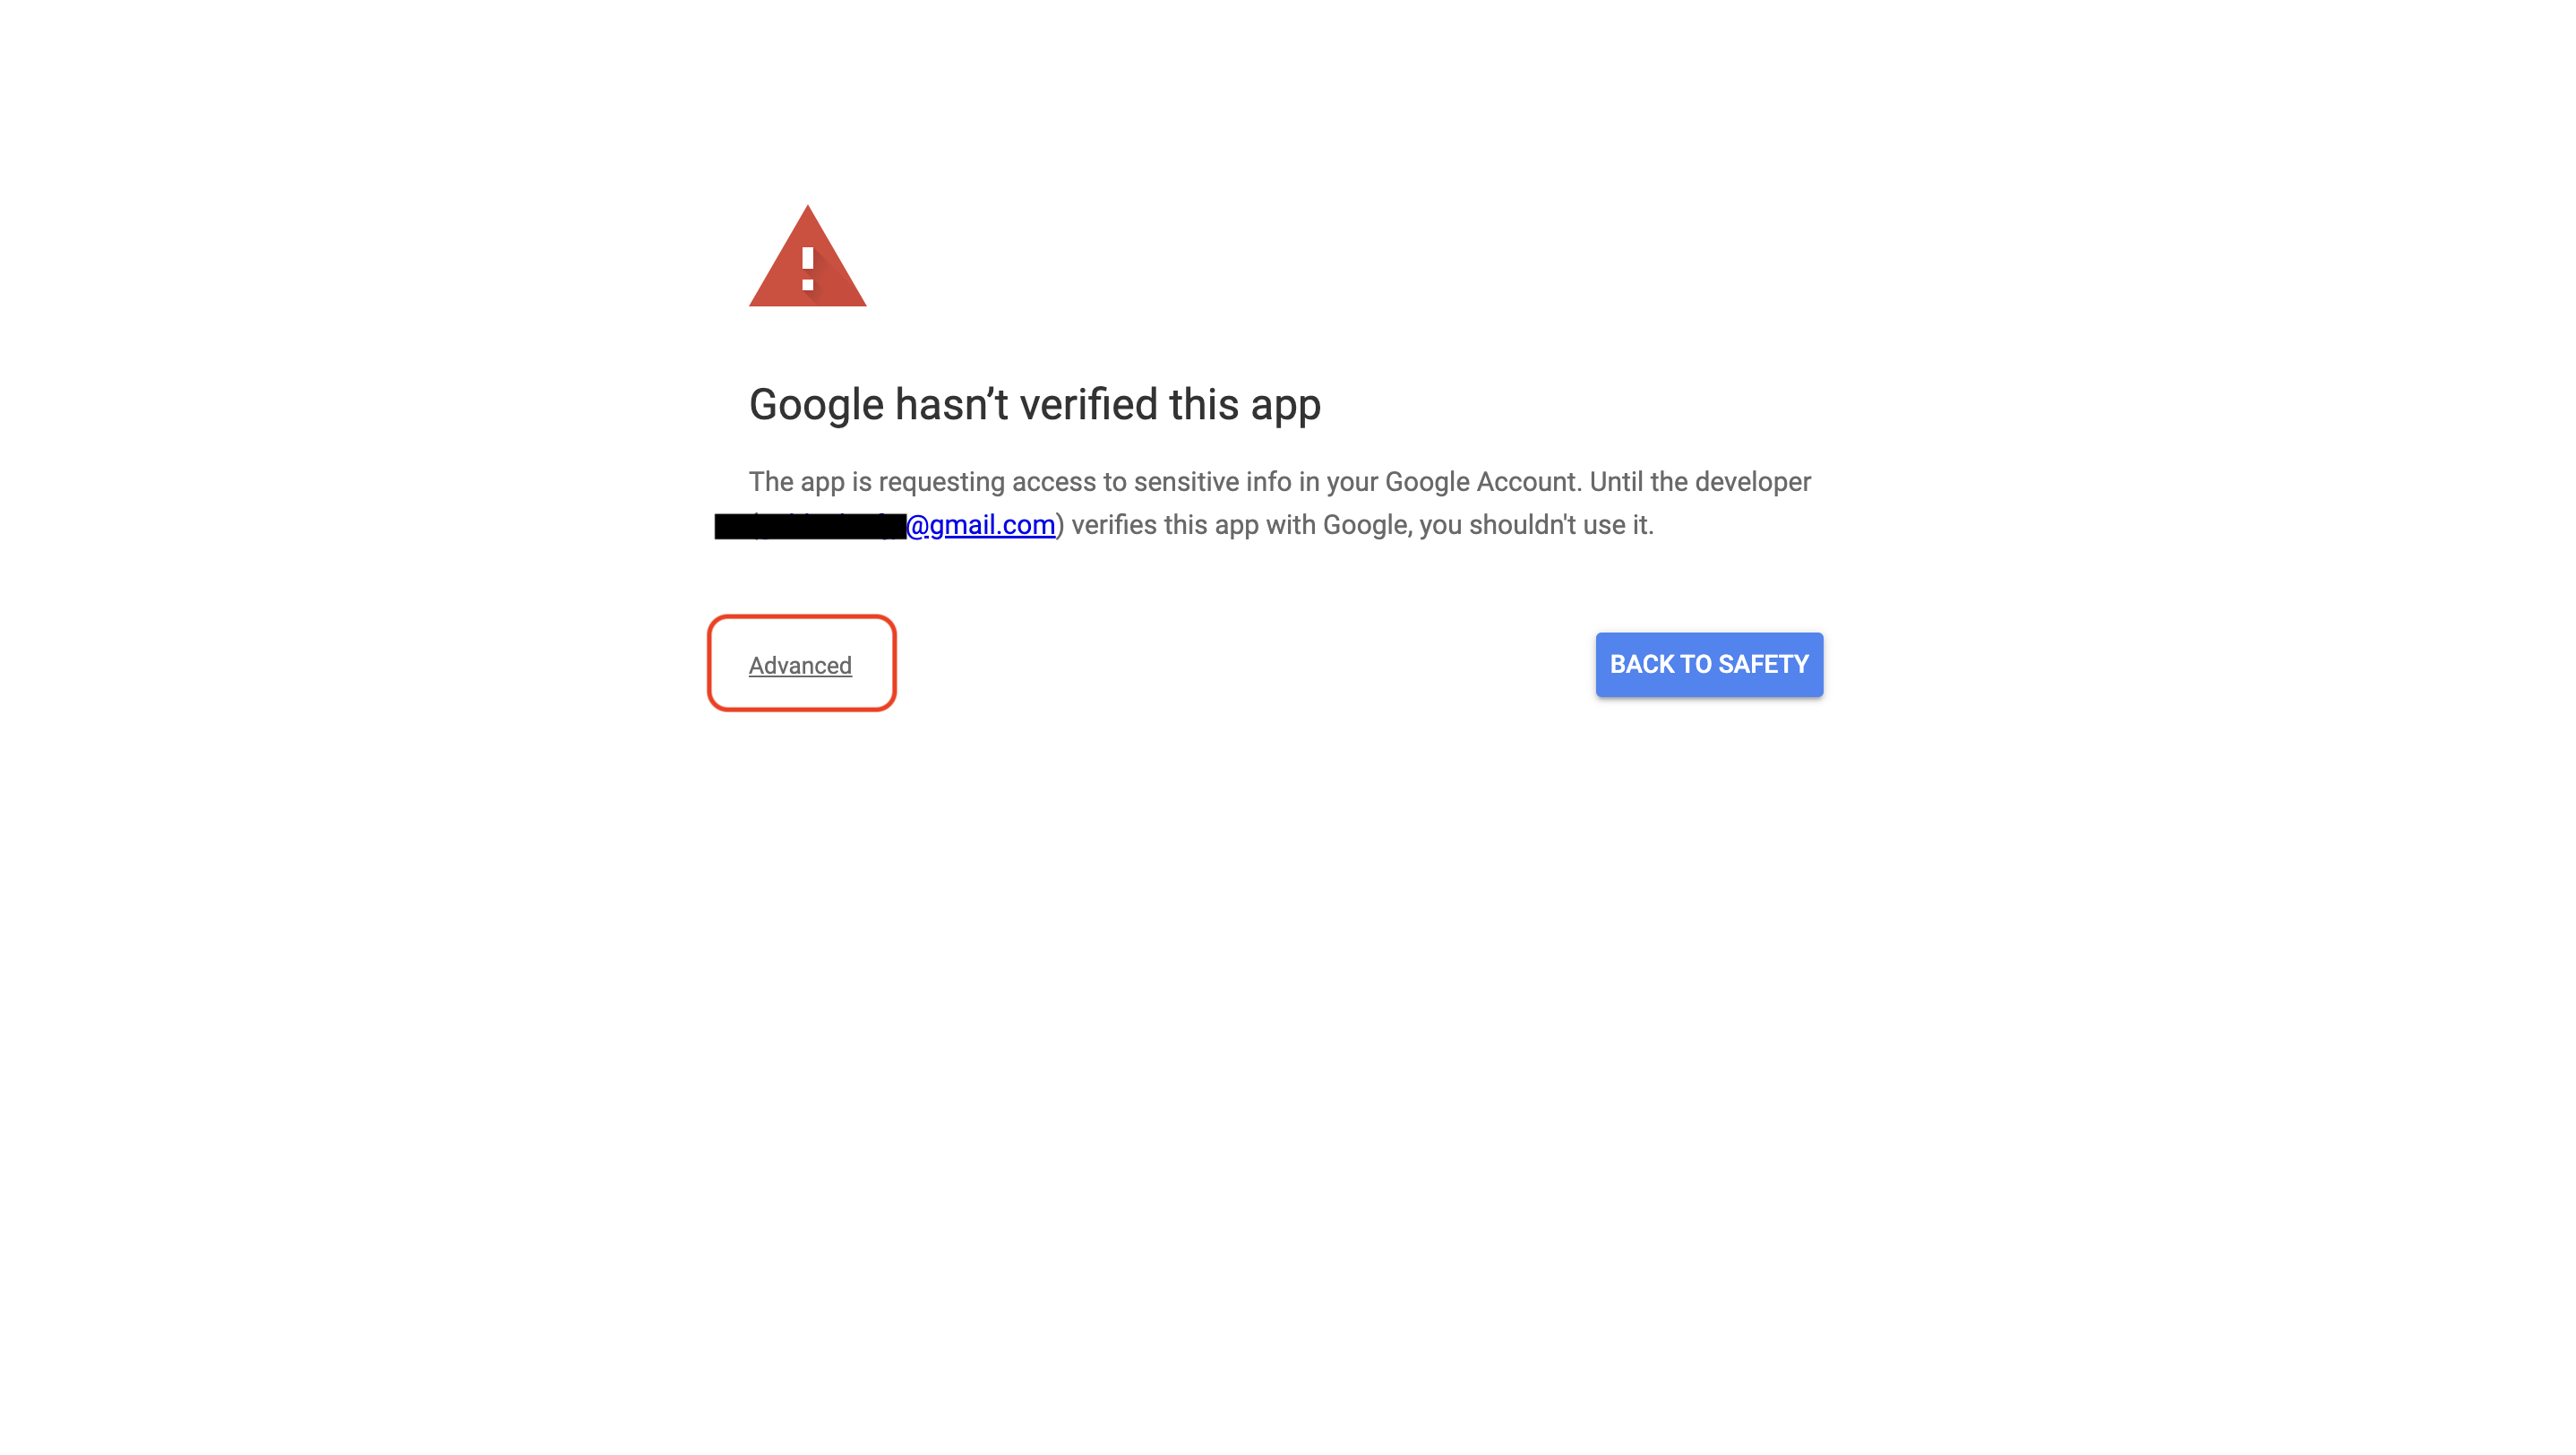 Google hasn’t verified this app
The app is requesting access to sensitive info in your Google Account. Until the developer
@gmail.com) verifies this app with Google, you shouldn't use it.
Advanced
BACK TO SAFETY